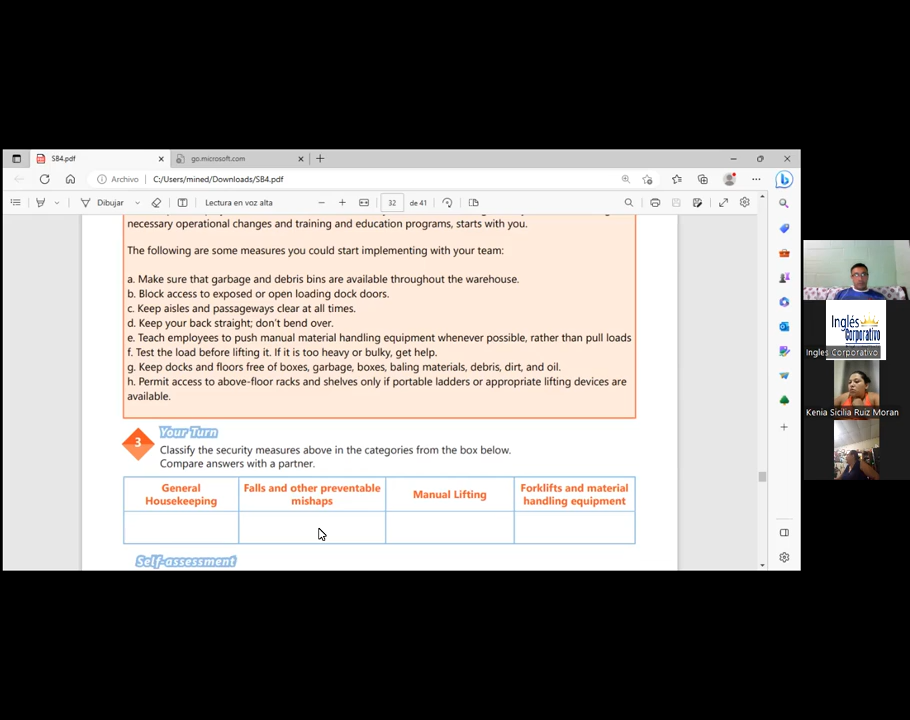 SB4.pdf
go.microsoft.com
Archivo
C:/Users/mined/Downloads/SB4.pdf
Dibujar
Lectura en voz alta
32
de 41
necessary operational changes and training and education programs, starts with you.
The following are some measures you could start implementing with your team:
a. Make sure that garbage and debris bins are available throughout the warehouse.
b. Block access to exposed or open loading dock doors.
c. Keep aisles and passageways clear at all times.
d. Keep your back straight; don't bend over.
e. Teach employees to push manual material handling equipment whenever possible, rather than pull loads
f. Test the load before lifting it. If it is too heavy or bulky, get help.
g. Keep docks and floors free of boxes, garbage, boxes, baling materials, debris, dirt, and oil.
h. Permit access to above-floor racks and shelves only if portable ladders or appropriate lifting devices are
available.
3
Your Turn
Classify the security measures above in the categories from the box below.
Compare answers with a partner.
General
Housekeeping
Falls and other preventable
mishaps
Manual Lifting
Forklifts and material
handling equipment
Self-assessment
Inglés
Corporativo
Ingles Corporativo
Kenia Sicilia Ruiz Moran